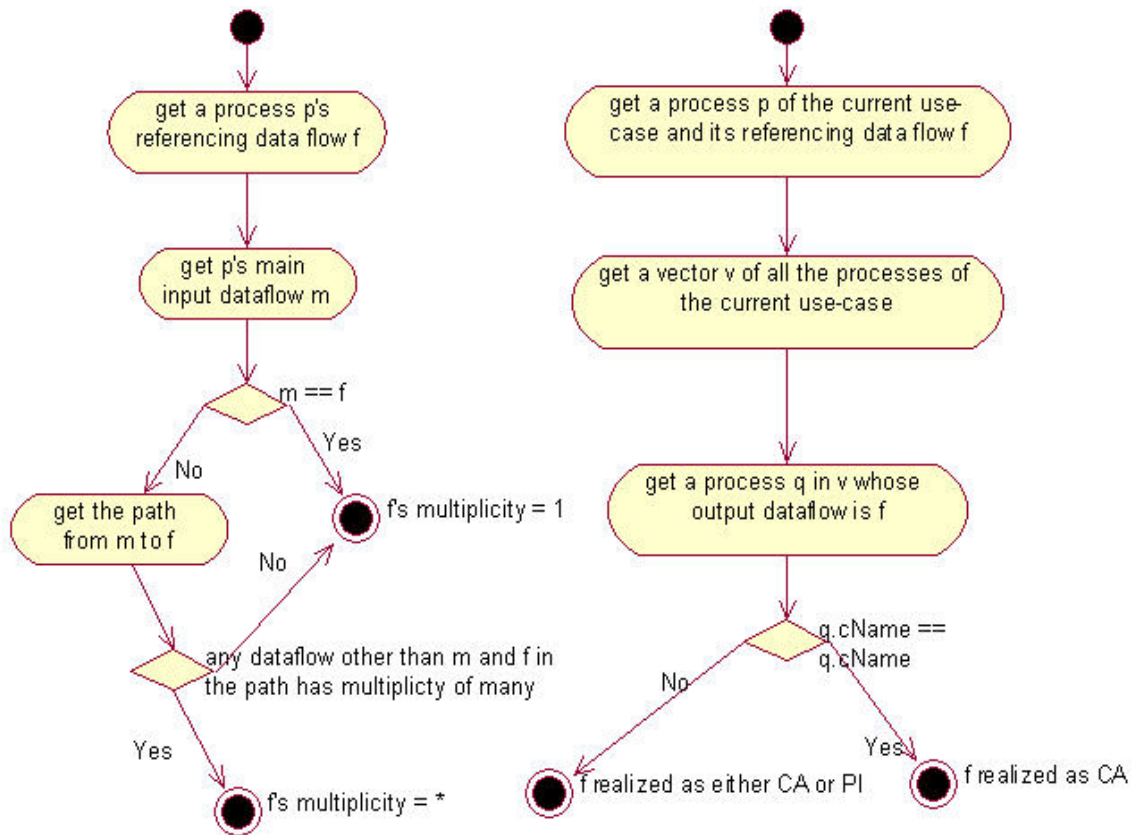 get a process p's
referencing data flow f
get p's main
input dataflow m
m == f
Yes
No
get the path
from m to f
f's multiplicity = 1
No
any dataflow other than m and f in
the path has multiplicty of many
Yes
f's multiplicity = *
get a process p of the current use-
case and its referencing data flow f
get a vector v of all the processes of
the current use-case
get a process q in v whose
output dataflow is f
q.cName ==
q.cName
No
Yes
f realized as either CA or PI
f realized as CA